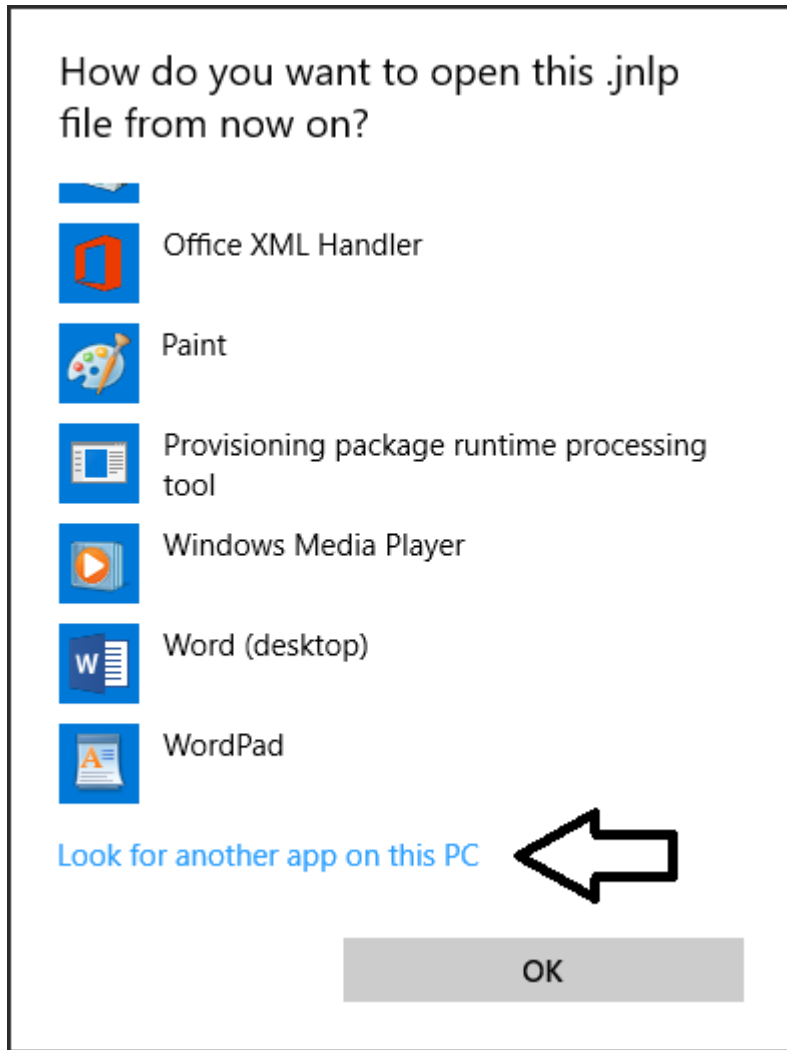 How do you want to open this .jnlp
file from now on?
Office XML Handler
Paint
Provisioning package runtime processing
tool
Windows Media Player
Word (desktop)
WordPad
Look for another app on this PC
OK